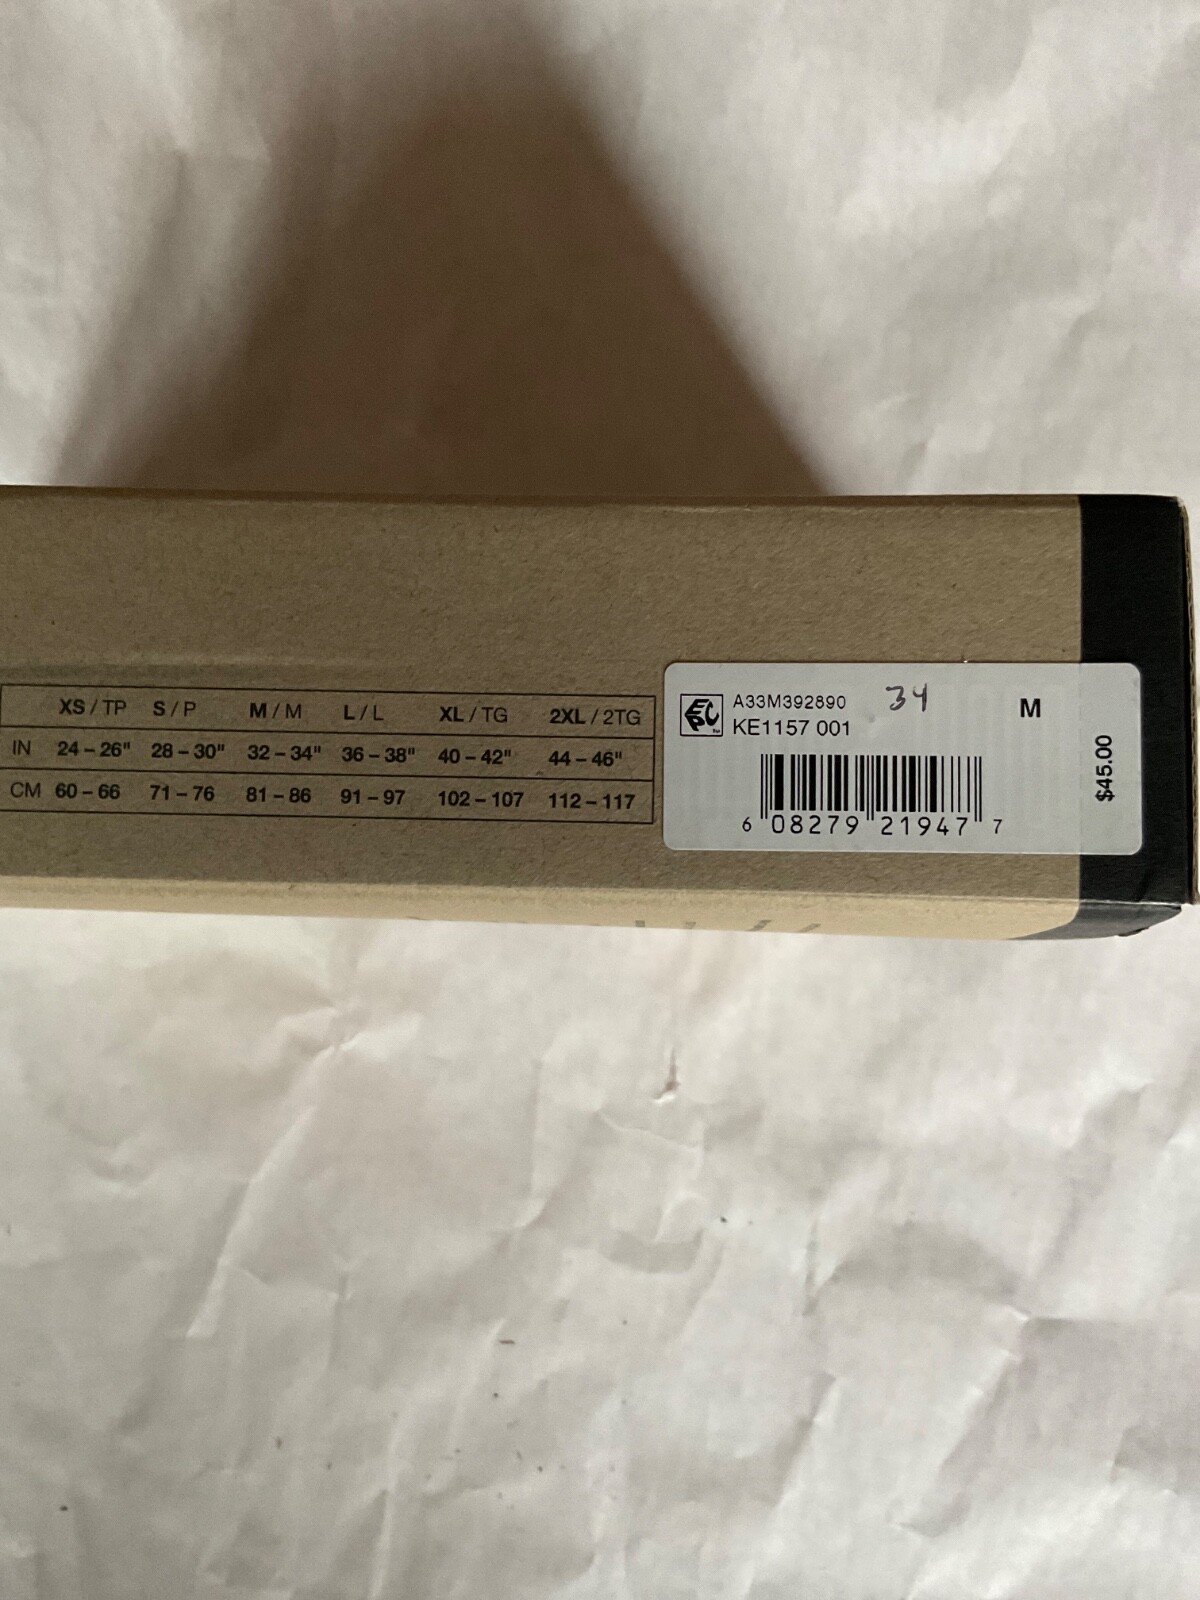 XS / TP S / P M / M L / L XL / TG 2XL / 2TG
IN 24 – 26" 28 – 30" 32 – 34" 36 – 38" 40 – 42" 44 – 46"
CM 60 – 66 71 – 76 81 – 86 91 – 97 102 – 107 112 – 117
EPC A33M392890 34 M
KE1157 001
$45.00
6 08279 21947 7